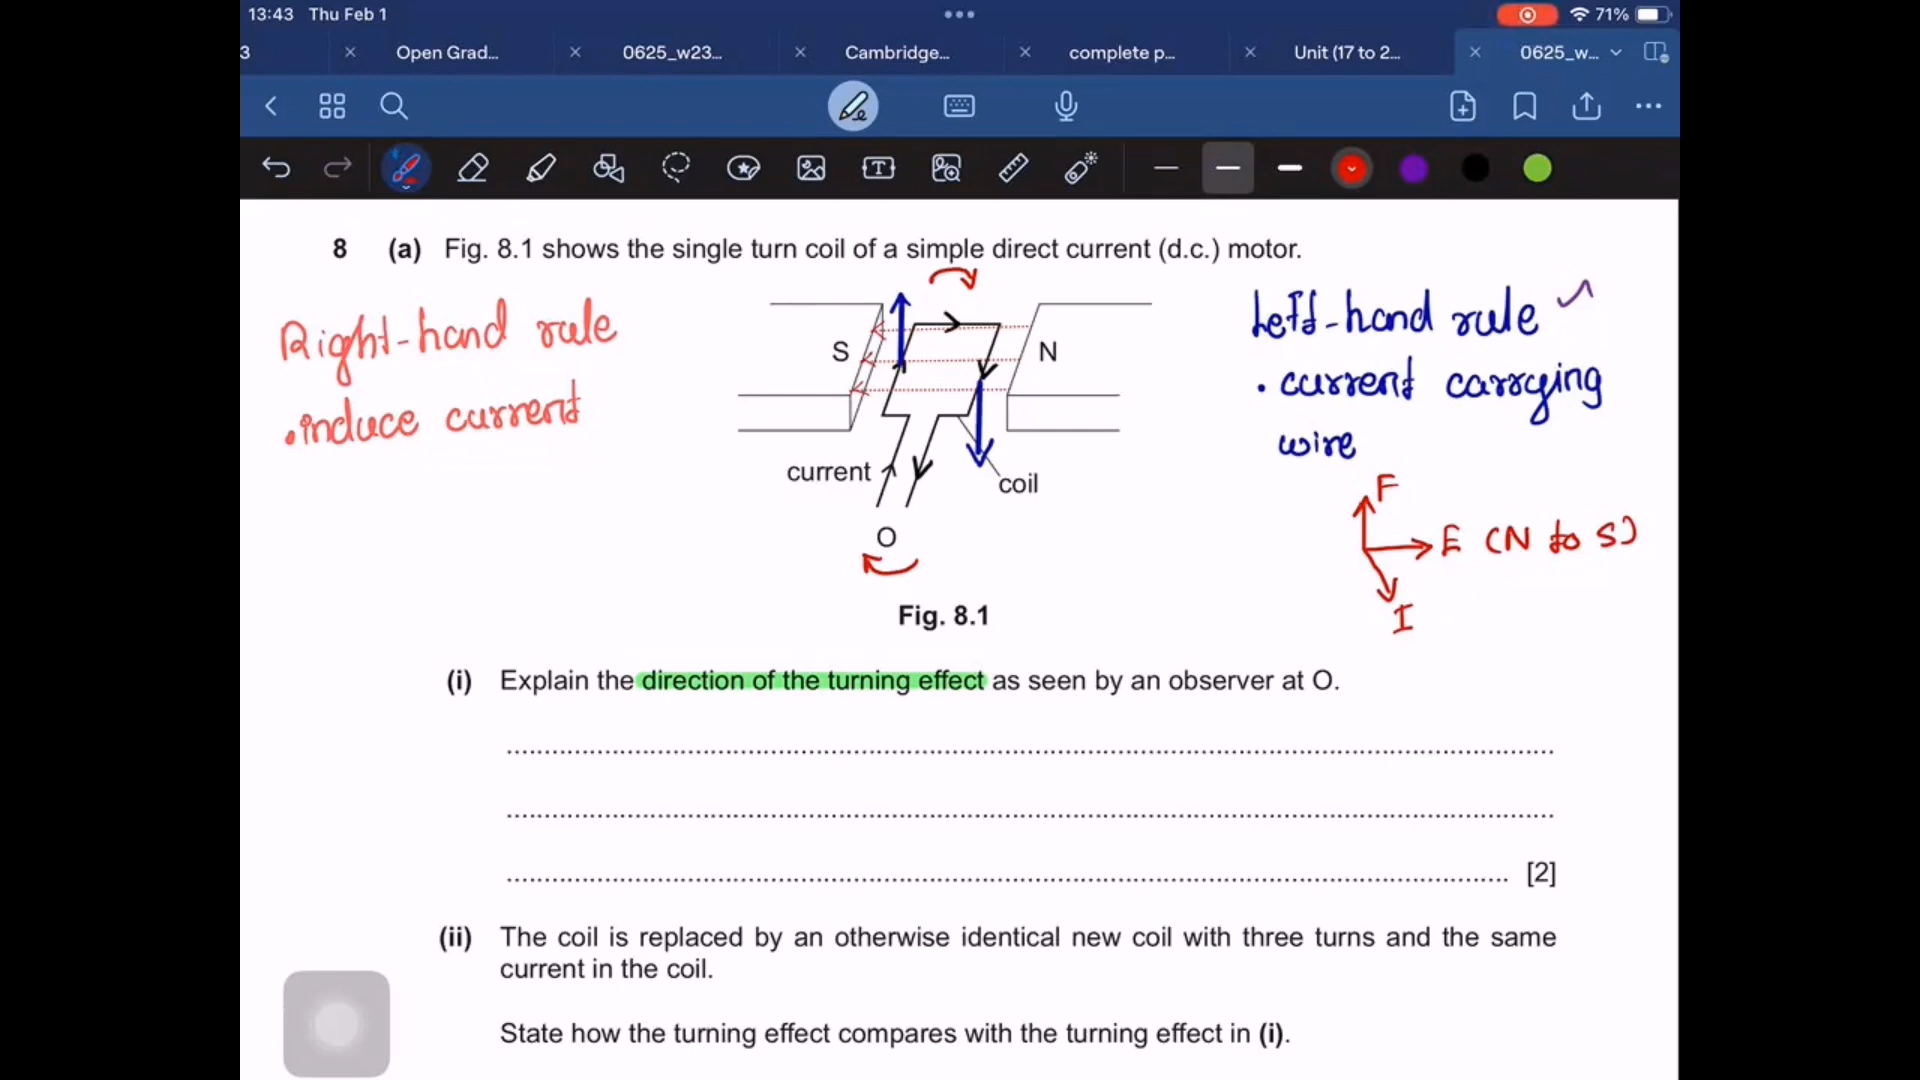 13:43 Thu Feb 1
71%
3 Open Grad... 0625_w23... Cambridge... complete p... Unit (17 to 2... 0625_w...
8 (a) Fig. 8.1 shows the single turn coil of a simple direct current (d.c.) motor.
Right-hand rule
.induce current
S
N
current
coil
O
Fig. 8.1
Left-hand rule
. current carrying
wire
F
E (N to S)
I
(i) Explain the direction of the turning effect as seen by an observer at O.
[2]
(ii) The coil is replaced by an otherwise identical new coil with three turns and the same
current in the coil.
State how the turning effect compares with the turning effect in (i).